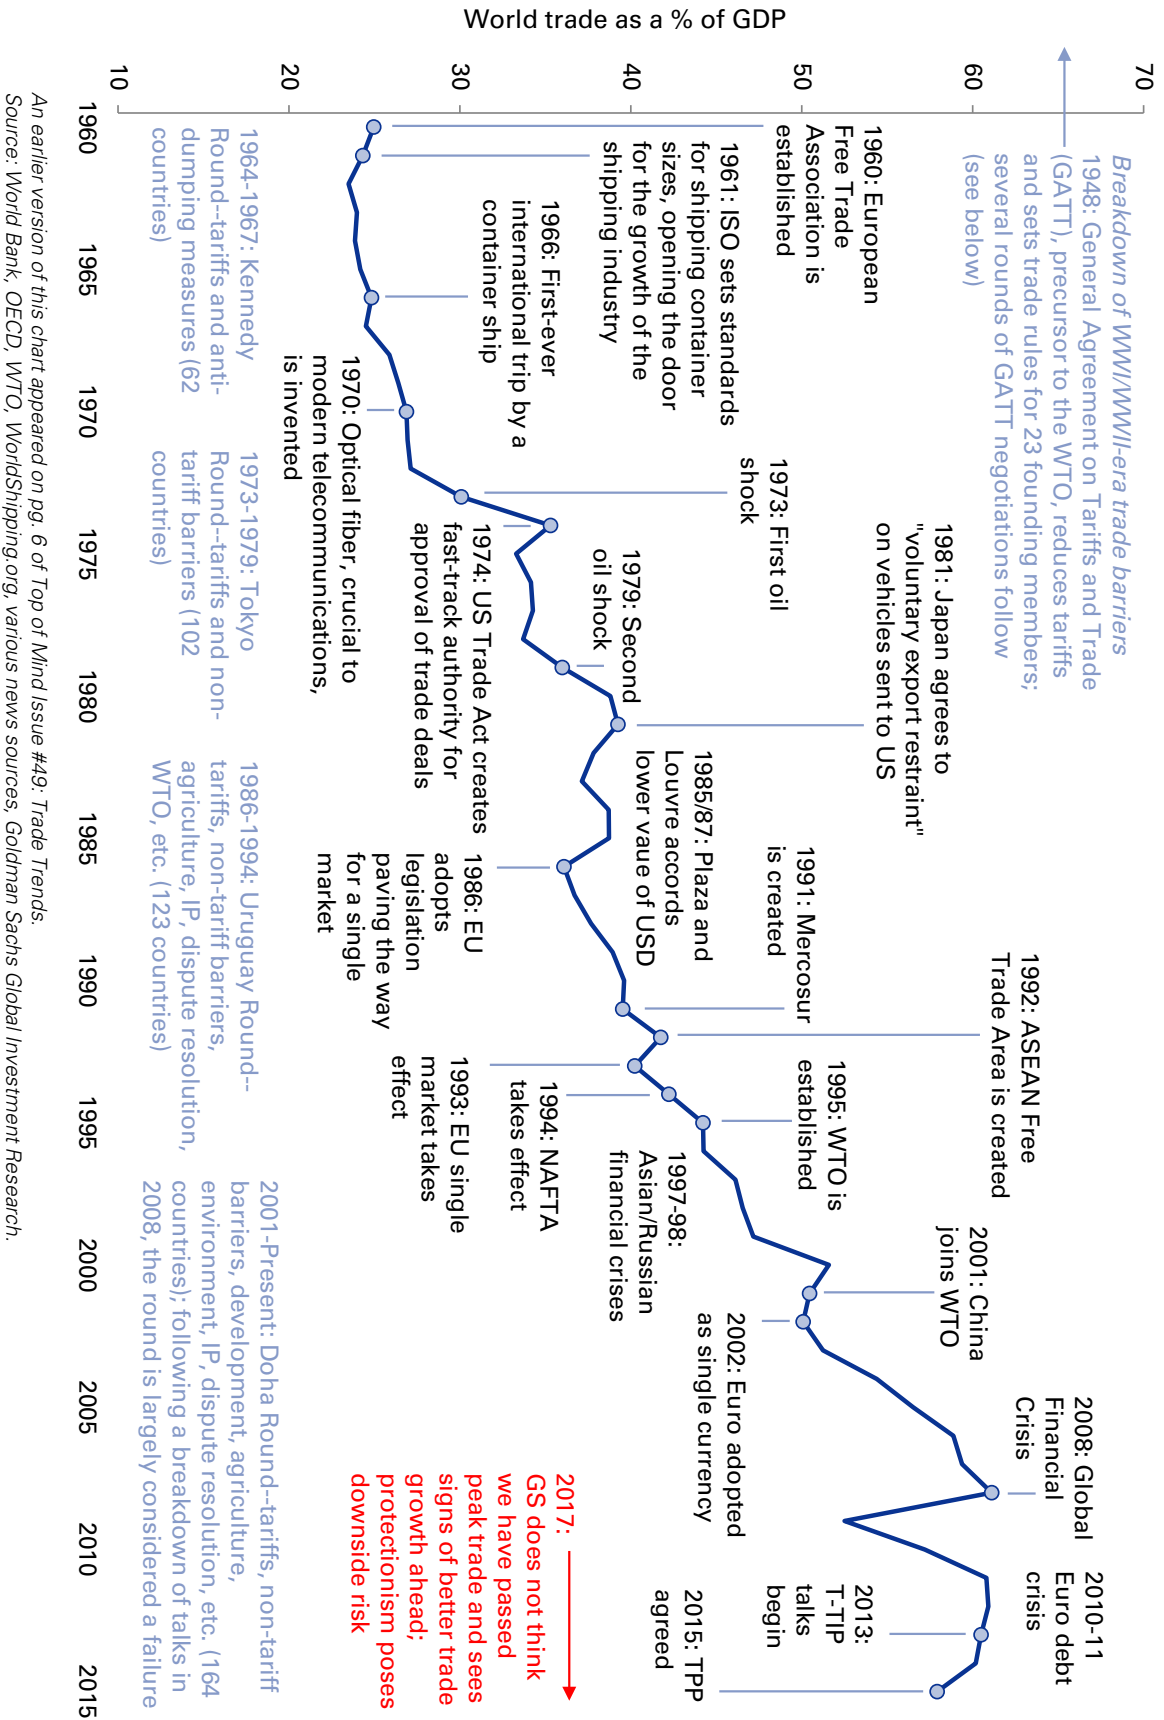 World trade as a % of GDP
70
60
50
40
30
20
10
1960
1965
1970
1975
1980
1985
1990
1995
2000
2005
2010
2015
Breakdown of WWI/WWII-era trade barriers
1948: General Agreement on Tariffs and Trade
(GATT), precursor to the WTO, reduces tariffs
and sets trade rules for 23 founding members;
several rounds of GATT negotiations follow
(see below)
1960: European
Free Trade
Association is
established
1961: ISO sets standards
for shipping container
sizes, opening the door
for the growth of the
shipping industry
1966: First-ever
international trip by a
container ship
1970: Optical fiber, crucial to
modern telecommunications,
is invented
1973: First oil
shock
1974: US Trade Act creates
fast-track authority for
approval of trade deals
1979: Second
oil shock
1981: Japan agrees to
"voluntary export restraint"
on vehicles sent to US
1985/87: Plaza and
Louvre accords
lower vaue of USD
1986: EU
adopts
legislation
paving the way
for a single
market
1991: Mercosur
is created
1992: ASEAN Free
Trade Area is created
1993: EU single
market takes
effect
1994: NAFTA
takes effect
1995: WTO is
established
1997-98:
Asian/Russian
financial crises
2001: China
joins WTO
2002: Euro adopted
as single currency
2008: Global
Financial
Crisis
2010-11
Euro debt
crisis
2013:
T-TIP
talks
begin
2015: TPP
agreed
2017:
GS does not think
we have passed
peak trade and sees
signs of better trade
growth ahead;
protectionism poses
downside risk
1964-1967: Kennedy
Round--tariffs and anti-
dumping measures (62
countries)
1973-1979: Tokyo
Round--tariffs and non-
tariff barriers (102
countries)
1986-1994: Uruguay Round--
tariffs, non-tariff barriers,
agriculture, IP, dispute resolution,
WTO, etc. (123 countries)
2001-Present: Doha Round--tariffs, non-tariff
barriers, development, agriculture,
environment, IP, dispute resolution, etc. (164
countries); following a breakdown of talks in
2008, the round is largely considered a failure
An earlier version of this chart appeared on pg. 6 of Top of Mind Issue #49: Trade Trends.
Source: World Bank, OECD, WTO, WorldShipping.org, various news sources, Goldman Sachs Global Investment Research.